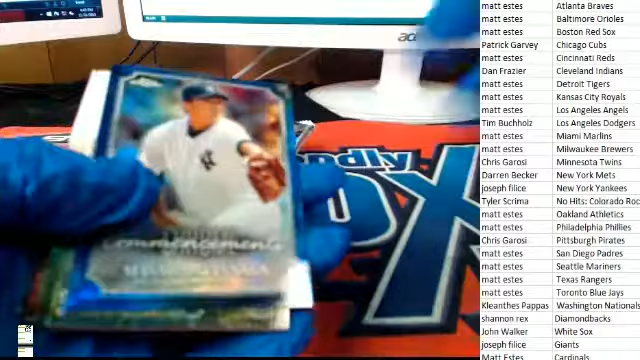 acer
ndly
Commencements
matt estes Atlanta Braves
matt estes Baltimore Orioles
matt estes Boston Red Sox
Patrick Garvey Chicago Cubs
matt estes Cincinnati Reds
Dan Frazier Cleveland Indians
matt estes Detroit Tigers
matt estes Kansas City Royals
matt estes Los Angeles Angels
Tim Buchholz Los Angeles Dodgers
matt estes Miami Marlins
matt estes Milwaukee Brewers
Chris Garosi Minnesota Twins
Darren Becker New York Mets
joseph filice New York Yankees
Tyler Scrima No Hits: Colorado Roc
matt estes Oakland Athletics
matt estes Philadelphia Phillies
Chris Garosi Pittsburgh Pirates
matt estes San Diego Padres
matt estes Seattle Mariners
matt estes Texas Rangers
matt estes Toronto Blue Jays
Kleanthes Pappas Washington Nationals
shannon rex Diamondbacks
John Walker White Sox
joseph filice Giants
Matt Estes Cardinals